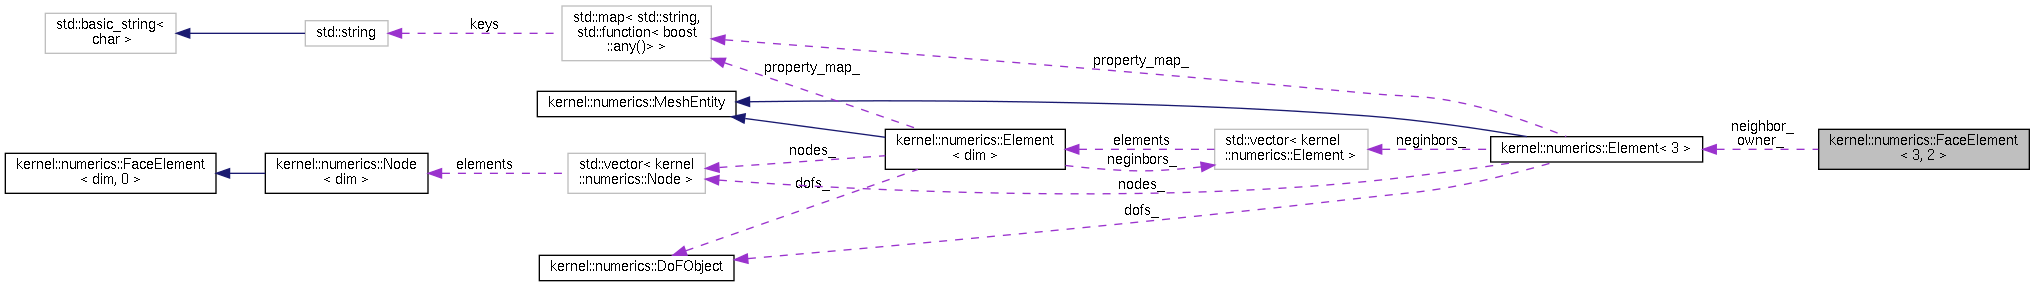 std::basic_string<
char >
std::string
keys
std::map< std::string,
std::function< boost
::any()> >
property_map_
property_map_
kernel::numerics::MeshEntity
kernel::numerics::FaceElement
< dim, 0 >
kernel::numerics::Node
< dim >
elements
std::vector< kernel
::numerics::Node >
nodes_
dofs_
kernel::numerics::Element
< dim >
elements
neginbors_
std::vector< kernel
::numerics::Element >
neginbors_
nodes_
dofs_
kernel::numerics::Element< 3 >
neighbor_
owner_
kernel::numerics::FaceElement
< 3, 2 >
kernel::numerics::DoFObject